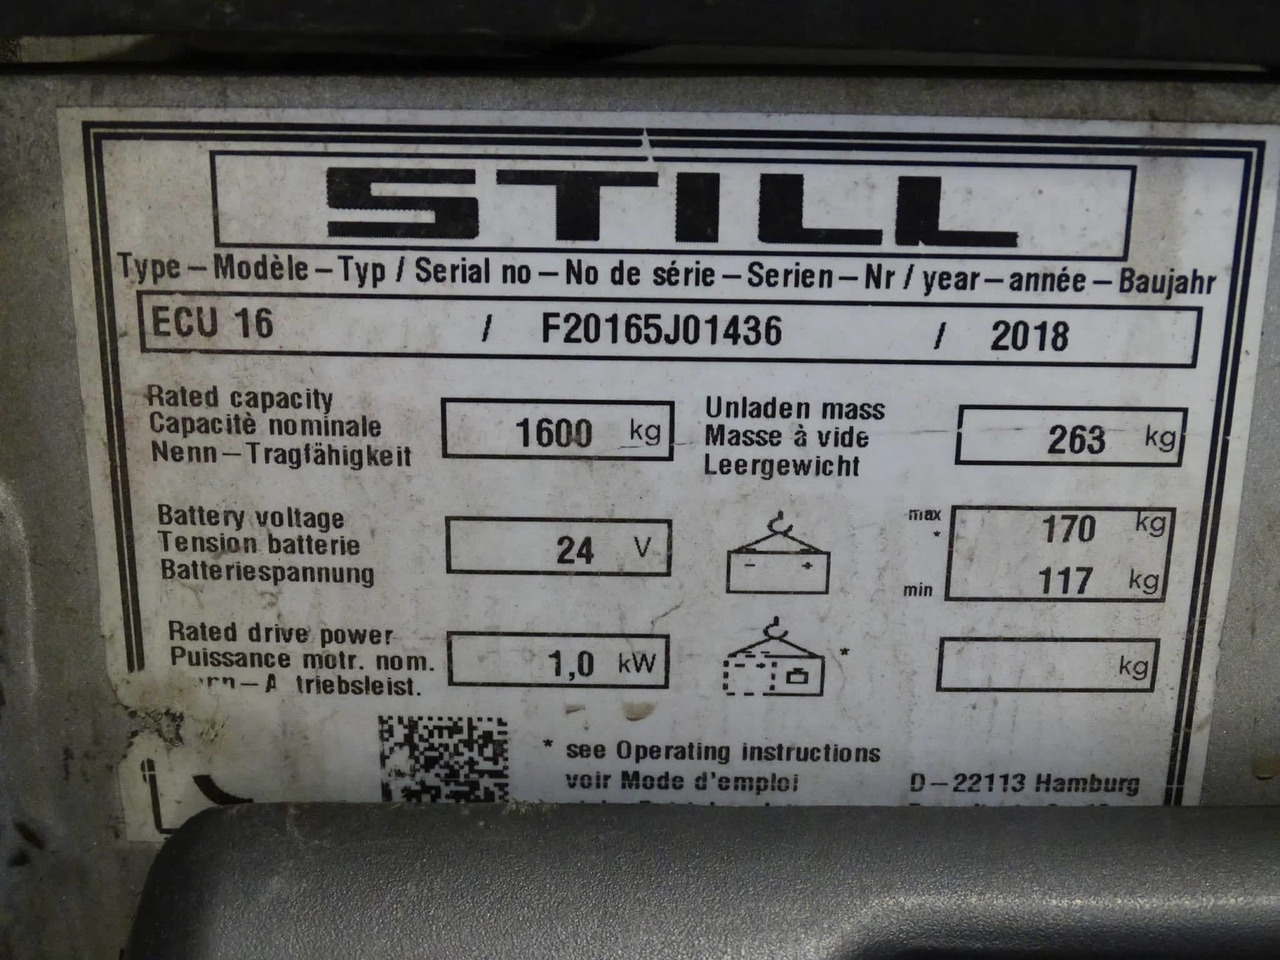 STILL
Type – Modèle – Typ / Serial no – No de série – Serien – Nr / year – année – Baujahr
ECU 16 / F20165J01436 / 2018
Rated capacity
Capacitè nominale
Nenn – Tragfähigkeit
1600 kg
Unladen mass
Masse à vide
Leergewicht
263 kg
Battery voltage
Tension batterie
Batteriespannung
24 V
max
*
min
170 kg
117 kg
Rated drive power
Puissance motr. nom.
triebsleist.
1,0 kW
*
kg
* see Operating instructions
voir Mode d'emploi
D – 22113 Hamburg